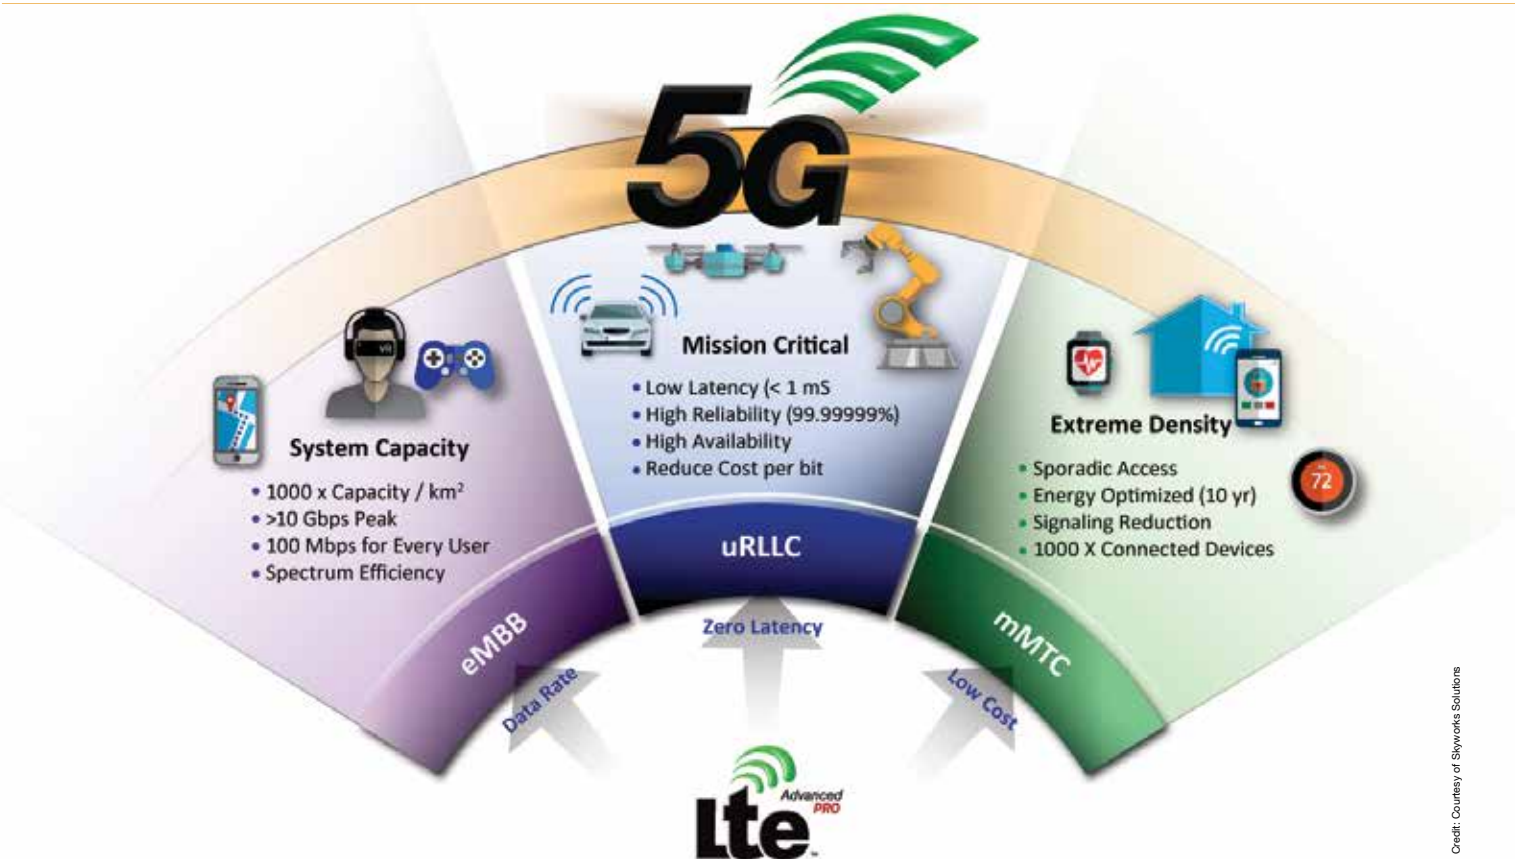 5G
VR
System Capacity
• 1000 x Capacity / km²
• >10 Gbps Peak
• 100 Mbps for Every User
• Spectrum Efficiency
Mission Critical
• Low Latency (< 1 mS
• High Reliability (99.99999%)
• High Availability
• Reduce Cost per bit
Extreme Density
• Sporadic Access
• Energy Optimized (10 yr)
• Signaling Reduction
• 1000 X Connected Devices
72
eMBB
uRLLC
mMTC
Data Rate
Zero Latency
Low Cost
Lte
Advanced
PRO
Credit: Courtesy of Skyworks Solutions